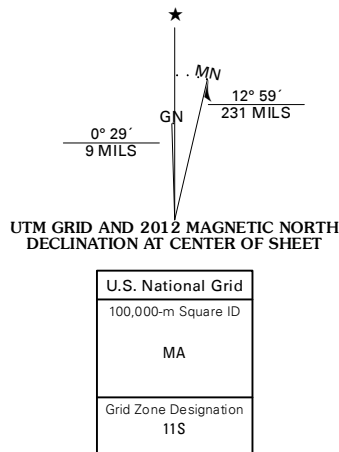 MN
GN
12° 59´
231 MILS
0° 29´
9 MILS
UTM GRID AND 2012 MAGNETIC NORTH
DECLINATION AT CENTER OF SHEET
U.S. National Grid
100,000-m Square ID
MA
Grid Zone Designation
11S